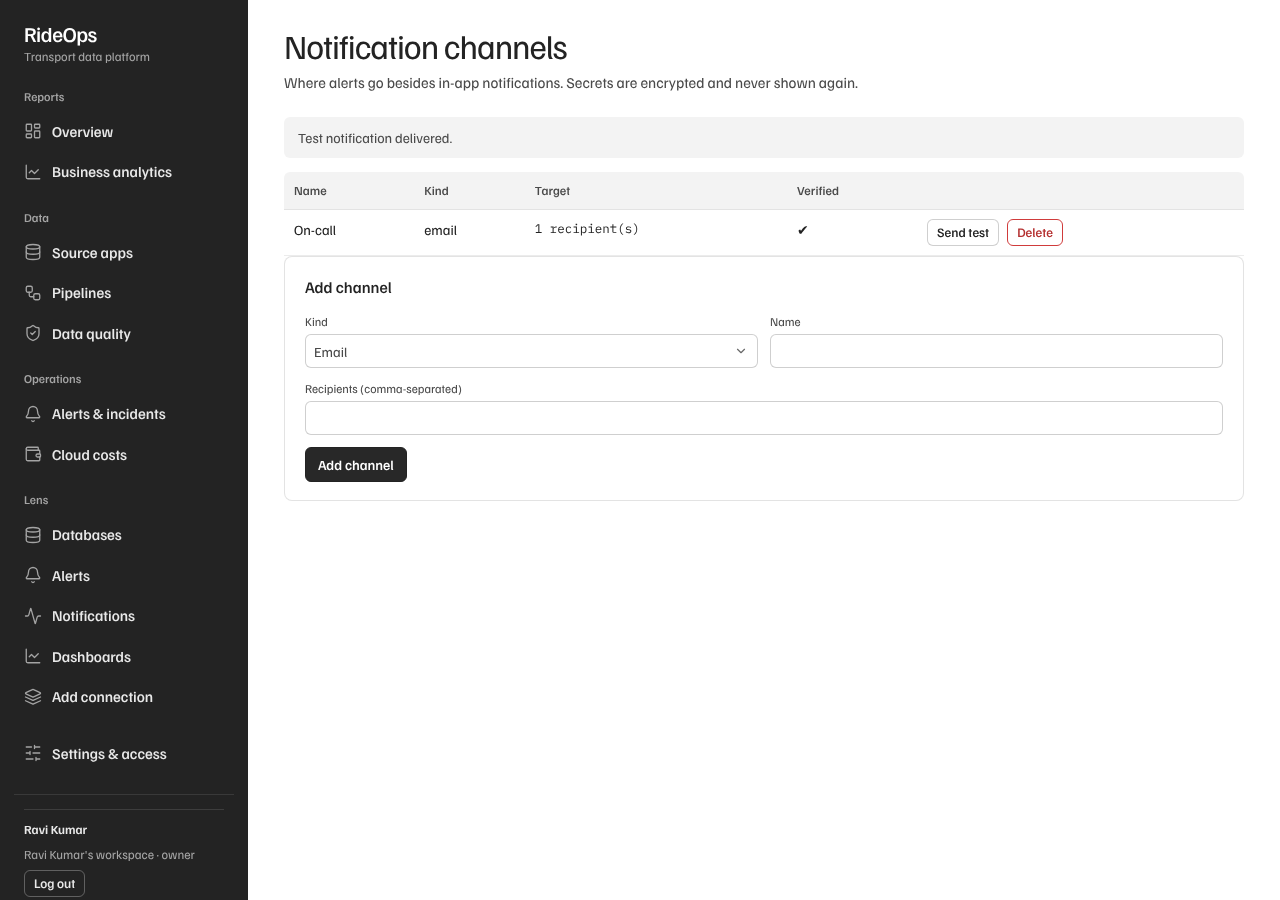 RideOps
Transport data platform
Reports
Overview
Business analytics
Data
Source apps
Pipelines
Data quality
Operations
Alerts & incidents
Cloud costs
Lens
Databases
Alerts
Notifications
Dashboards
Add connection
Settings & access
Ravi Kumar
Ravi Kumar's workspace · owner
Log out
Notification channels
Where alerts go besides in-app notifications. Secrets are encrypted and never shown again.
Test notification delivered.
Name Kind Target Verified
On-call email 1 recipient(s) ✔ Send test Delete
Add channel
Kind Name
Email
Recipients (comma-separated)
Add channel